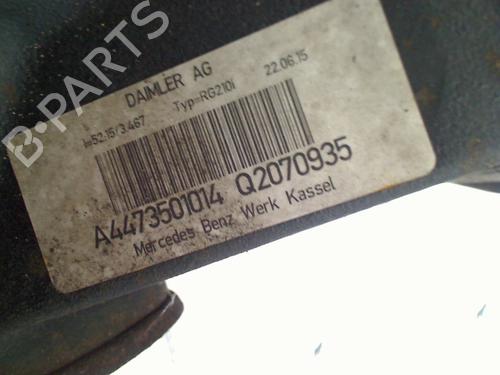 DAIMLER AG
i=52:15/3.467 Typ=RG210i 22.06.15
A4473501014 Q2070935
Mercedes Benz Werk Kassel
B-PARTS